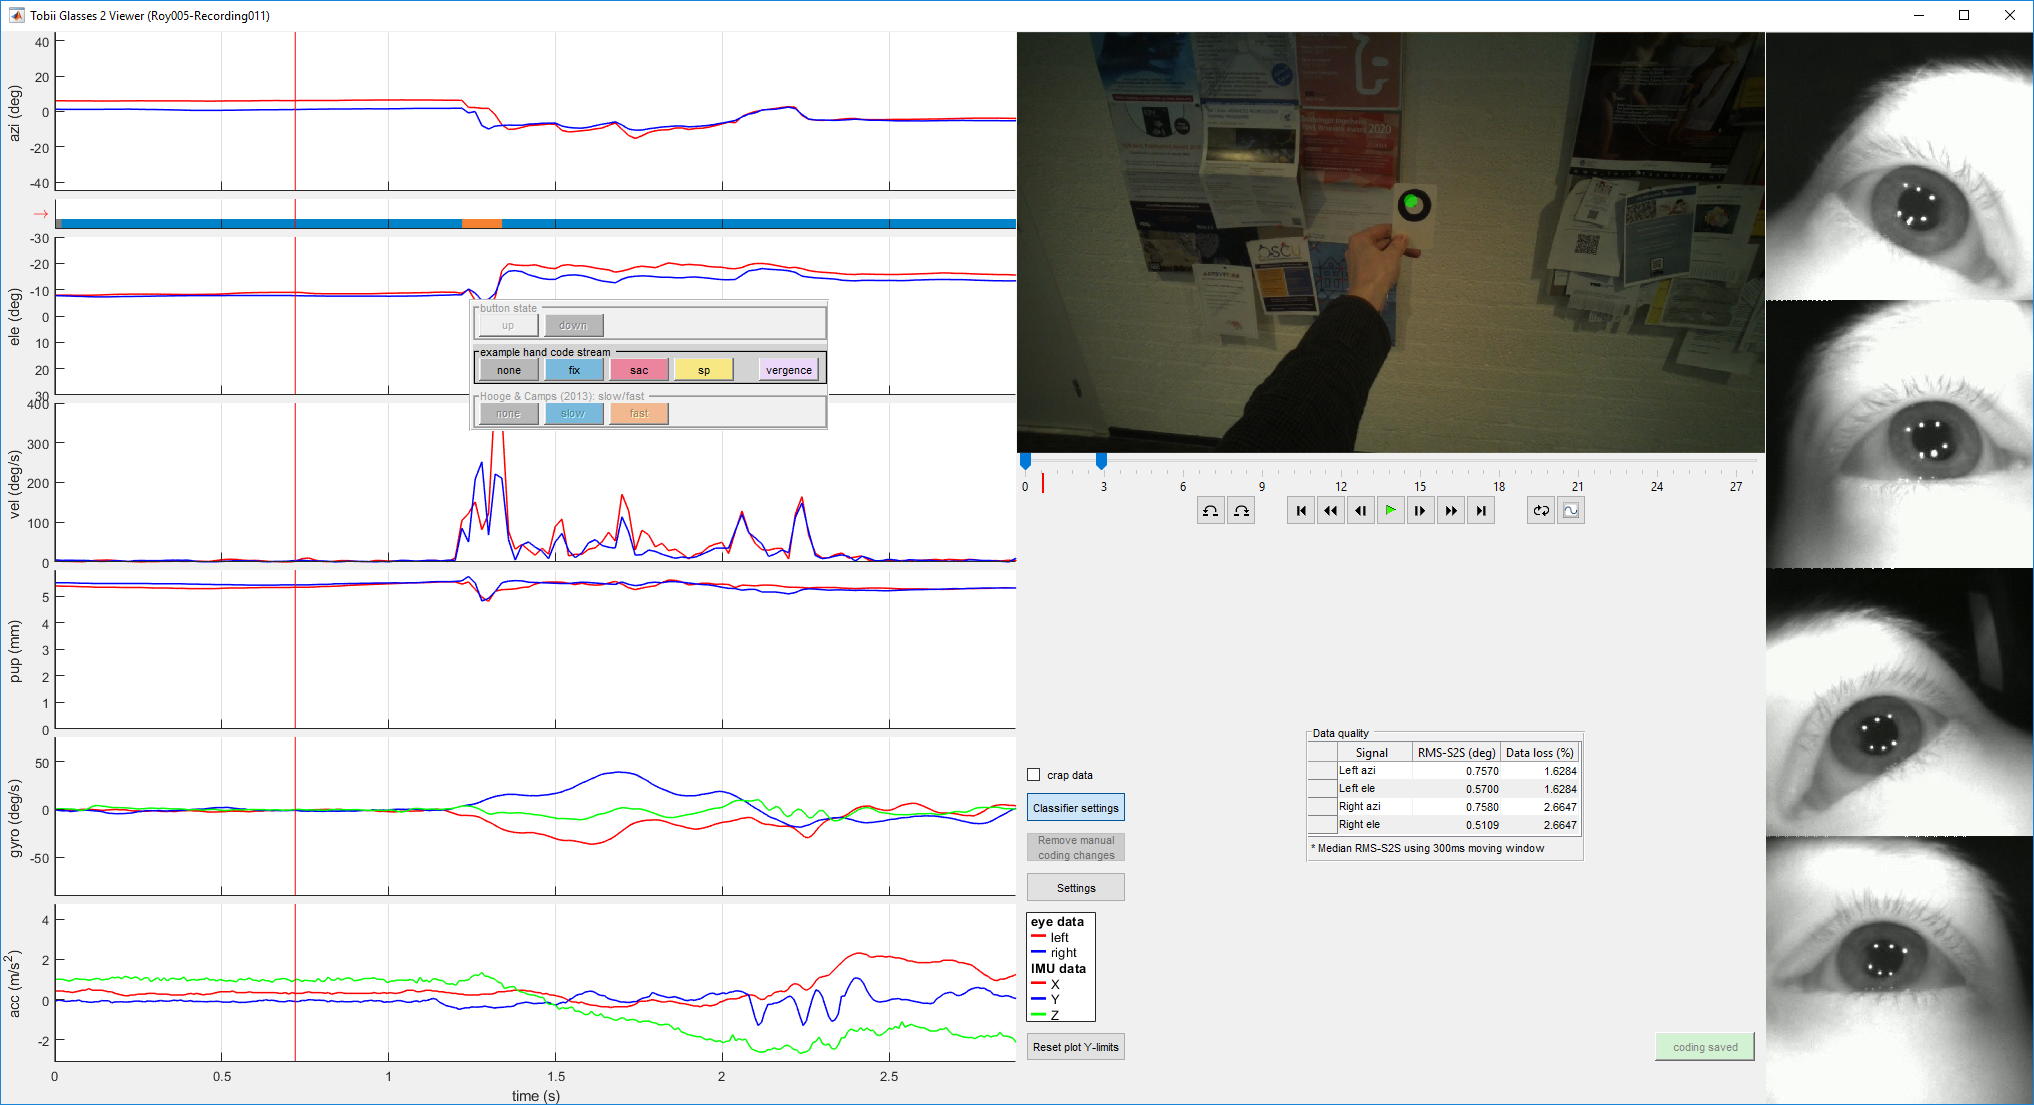 Tobii Glasses 2 Viewer (Roy005-Recording011)
azi (deg)
40
20
0
-20
-40
→
ele (deg)
-30
-20
-10
0
10
20
30
button state
up down
example hand code stream
none fix sac sp vergence
Hooge & Camps (2013): slow/fast
none slow fast
vel (deg/s)
400
300
200
100
0
pup (mm)
5
4
3
2
1
0
gyro (deg/s)
50
0
-50
acc (m/s²)
4
2
0
-2
0 0.5 1 1.5 2 2.5
time (s)
2020
OSCU
0 3 6 9 12 15 18 21 24 27
Data quality
Signal RMS-S2S (deg) Data loss (%)
Left azi 0.7570 1.6284
Left ele 0.5700 1.6284
Right azi 0.7580 2.6647
Right ele 0.5109 2.6647
* Median RMS-S2S using 300ms moving window
crap data
Classifier settings
Remove manual
coding changes
Settings
eye data
left
right
IMU data
X
Y
Z
Reset plot Y-limits
coding saved